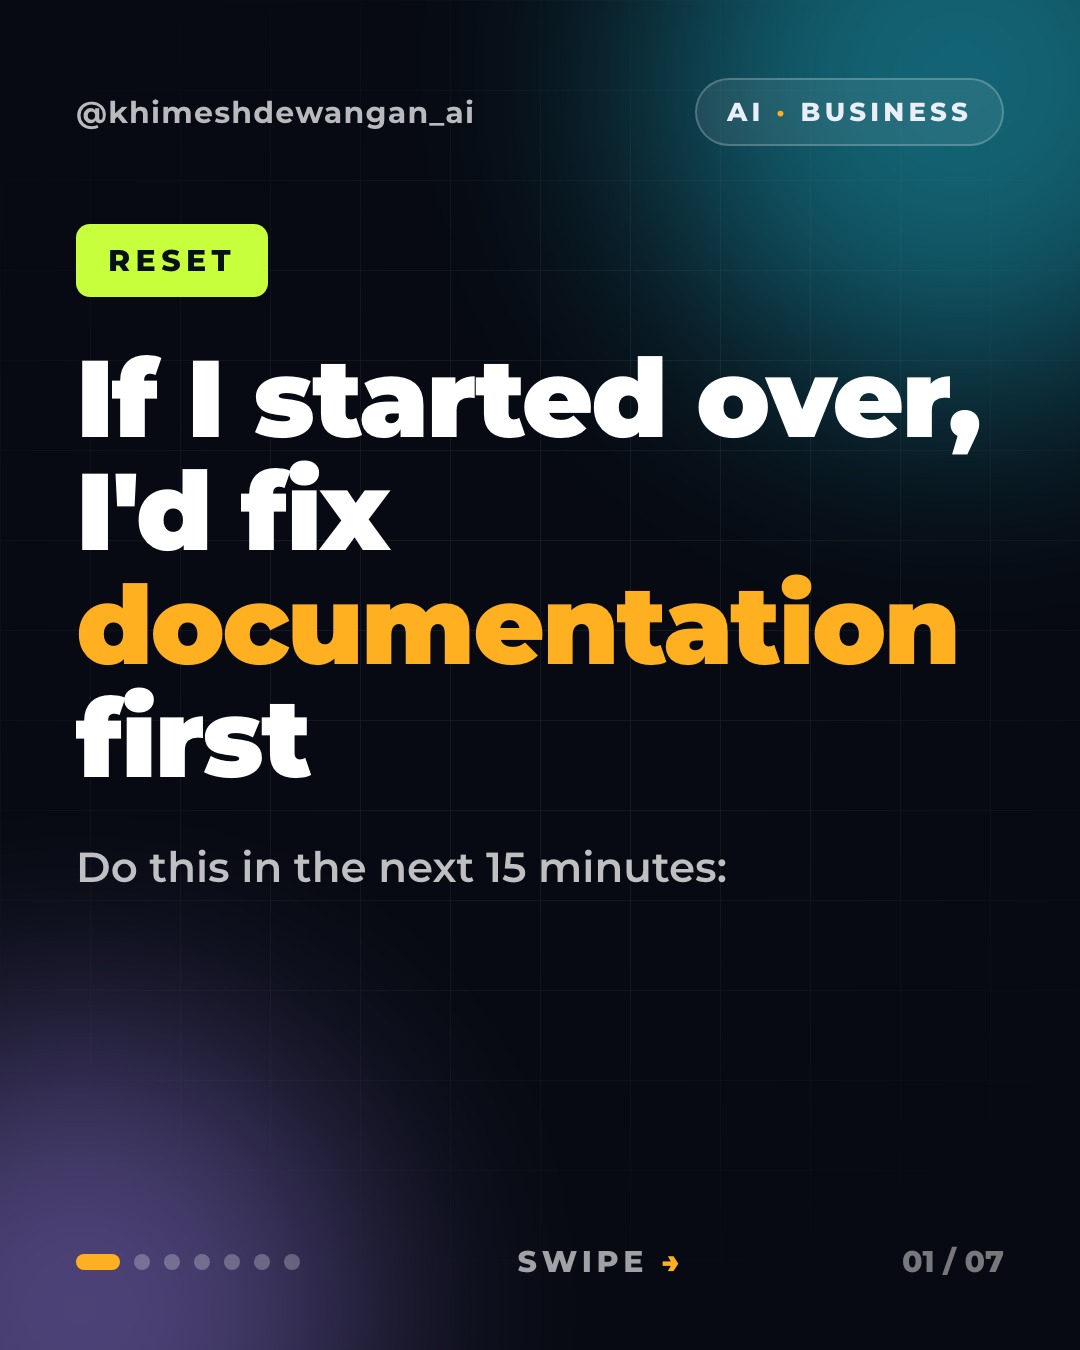 @khimeshdewangan_ai
AI · BUSINESS
RESET
If I started over,
I'd fix
documentation
first
Do this in the next 15 minutes:
SWIPE →
01 / 07